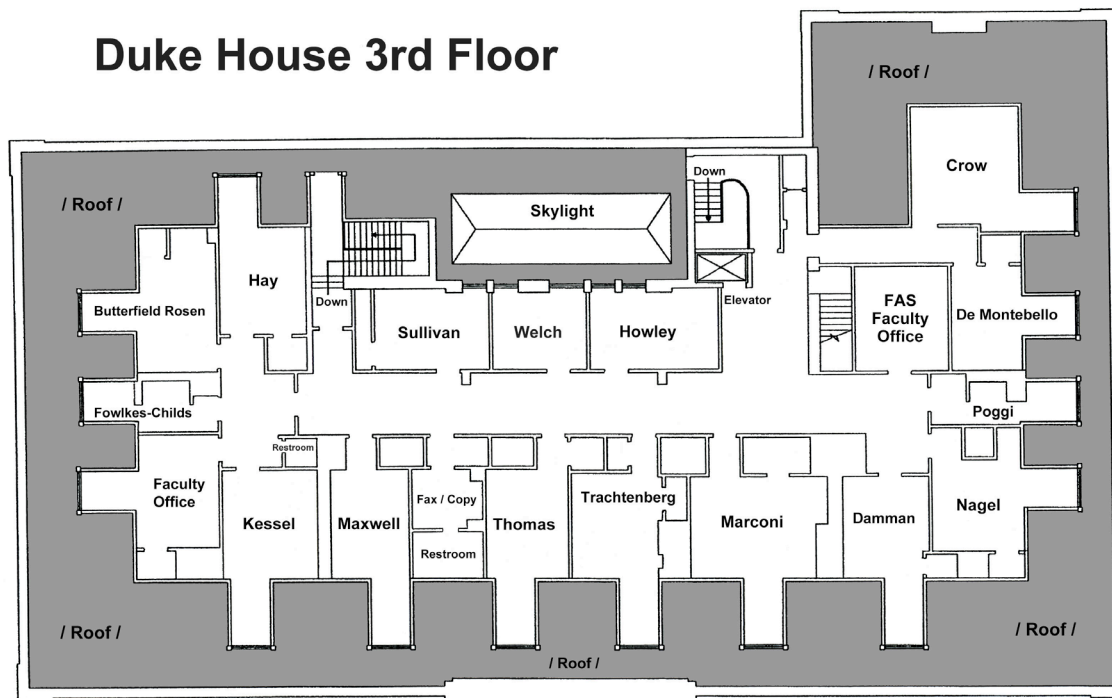 Duke House 3rd Floor
/ Roof /
Crow
Down
/ Roof /
Skylight
Hay
Butterfield Rosen
Down
Elevator
Sullivan
Welch
Howley
FAS
Faculty
Office
De Montebello
Fowlkes-Childs
Poggi
Restroom
Faculty
Office
Kessel
Maxwell
Fax / Copy
Restroom
Thomas
Trachtenberg
Marconi
Damman
Nagel
/ Roof /
/ Roof /
/ Roof /